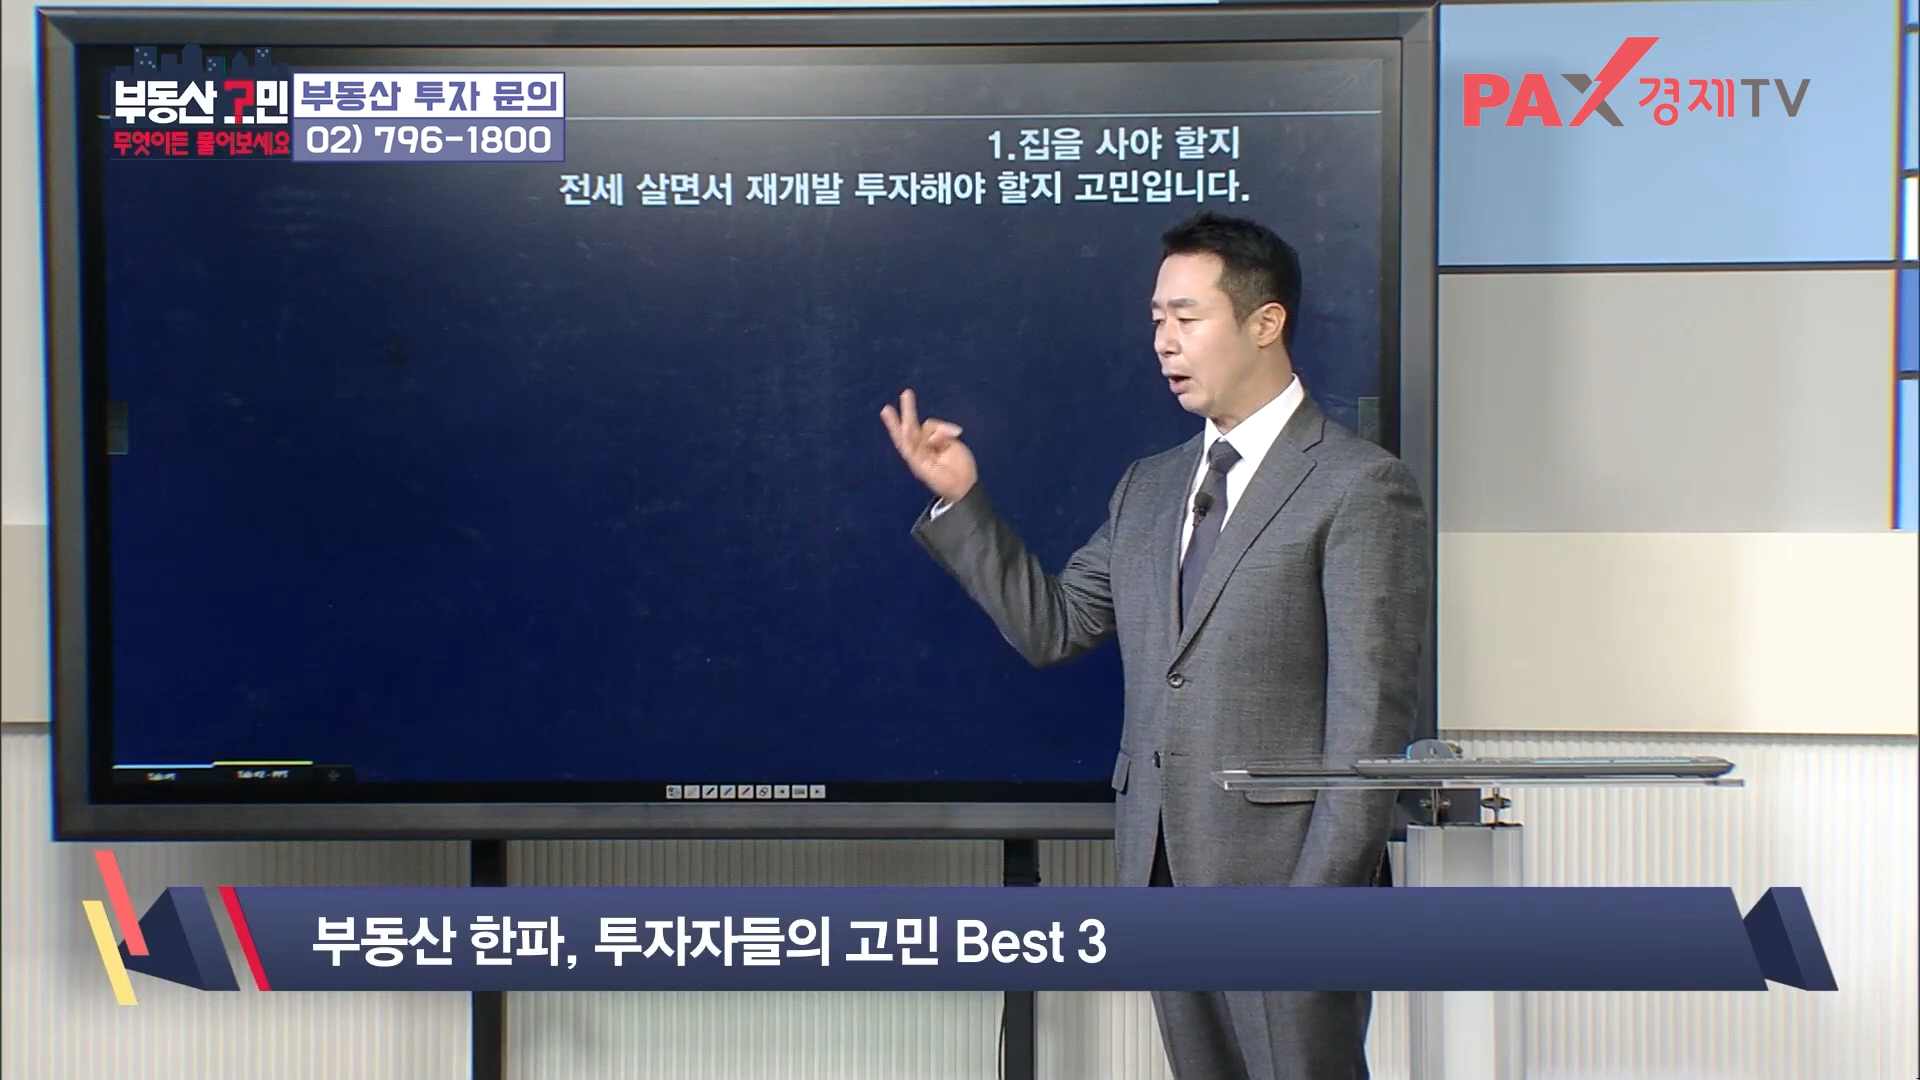 부동산 고민
무엇이든 물어보세요
부동산 투자 문의
02) 796-1800
PAX경제TV
1.집을 사야 할지
전세 살면서 재개발 투자해야 할지 고민입니다.
부동산 한파, 투자자들의 고민 Best 3